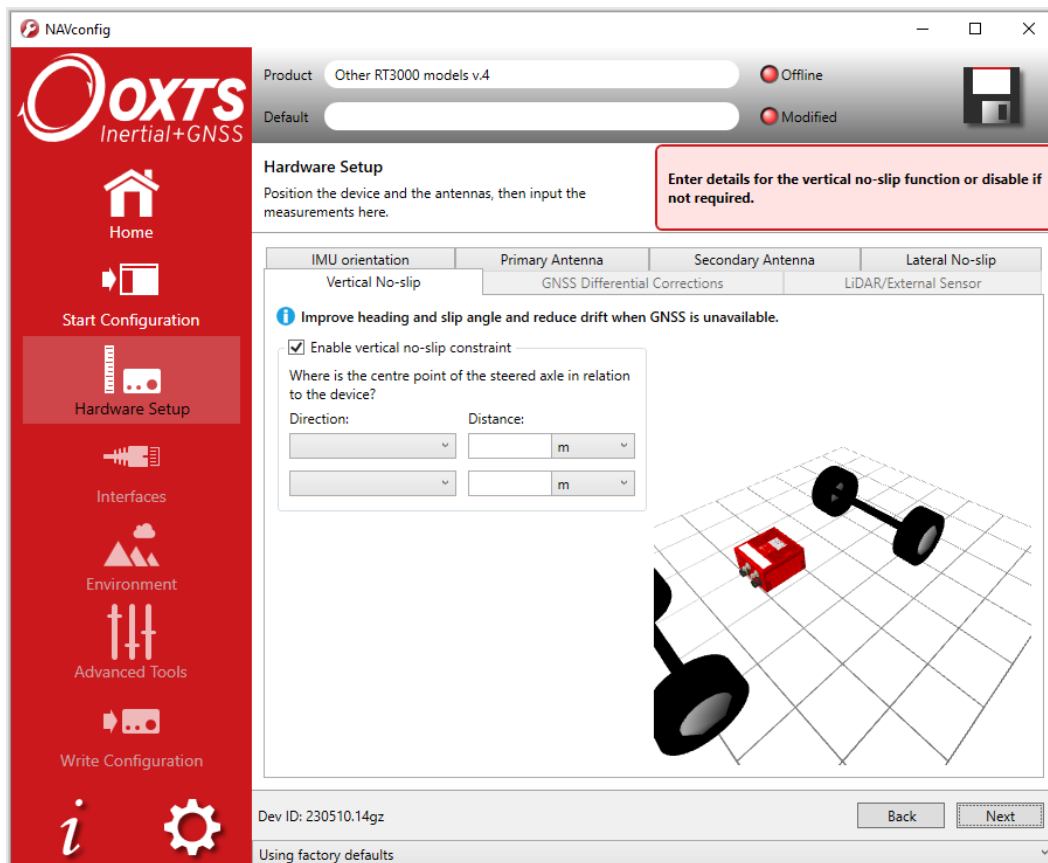 NAVconfig
OXTS
Inertial+GNSS
Product
Other RT3000 models v.4
Offline
Default
Modified
Hardware Setup
Position the device and the antennas, then input the
measurements here.
Enter details for the vertical no-slip function or disable if
not required.
Home
Start Configuration
Hardware Setup
Interfaces
Environment
Advanced Tools
Write Configuration
i
IMU orientation
Primary Antenna
Secondary Antenna
Lateral No-slip
Vertical No-slip
GNSS Differential Corrections
LiDAR/External Sensor
i Improve heading and slip angle and reduce drift when GNSS is unavailable.
Enable vertical no-slip constraint
Where is the centre point of the steered axle in relation
to the device?
Direction:
Distance:
m
m
Dev ID: 230510.14gz
Back
Next
Using factory defaults